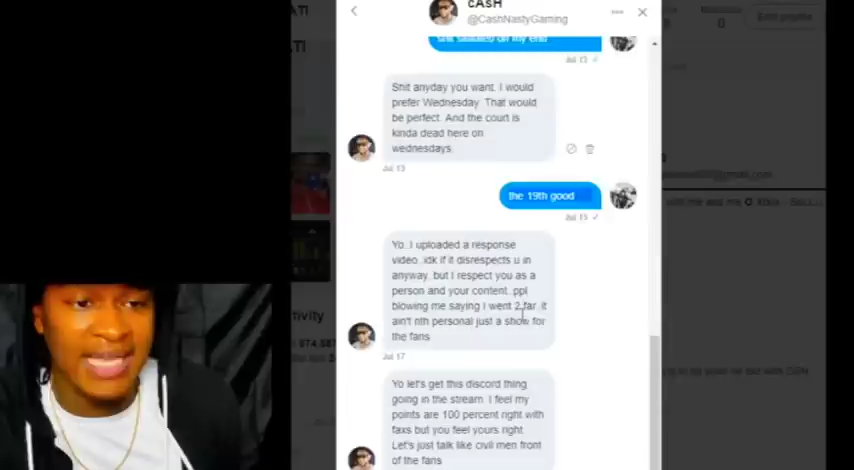 CASH
@CashNastyGaming
Edit profile
shit sounded on my end
Jul 13
Shit anyday you want. I would
prefer Wednesday. That would
be perfect. And the court is
kinda dead here on
wednesdays.
Jul 13
the 19th good
Jul 15
Yo..I uploaded a response
video..idk if it disrespects u in
anyway..but I respect you as a
person and your content..ppl
blowing me saying I went 2 far..it
ain't nth personal just a show for
the fans
Jul 17
Yo let's get this discord thing
going in the stream. I feel my
points are 100 percent right with
faxs but you feel yours right.
Let's just talk like civil men front
of the fans